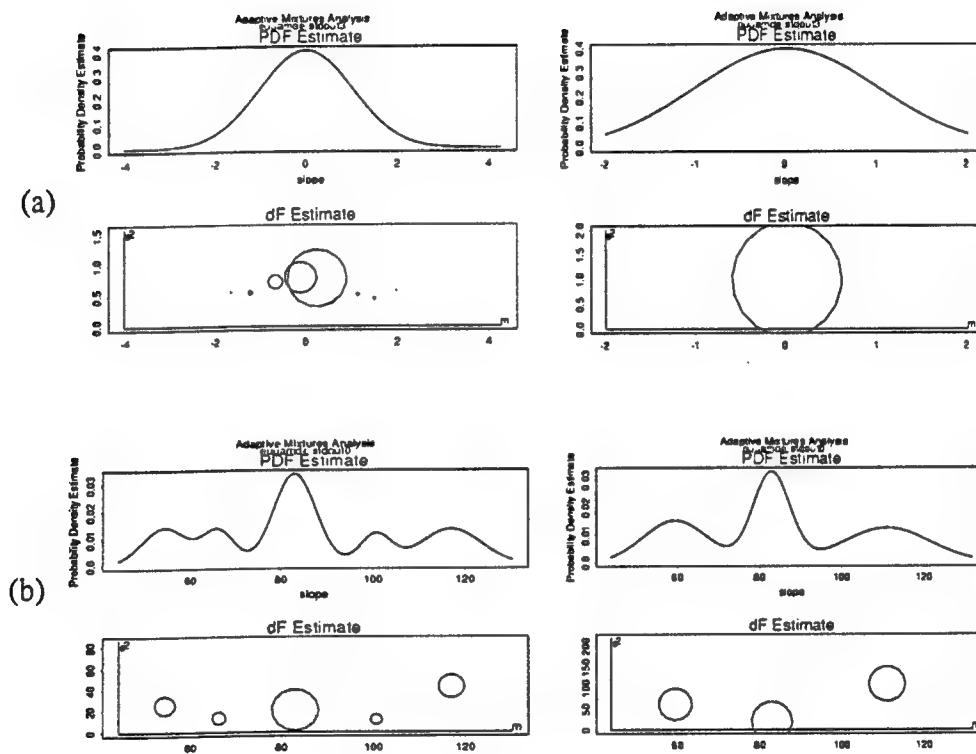 Adaptive Mixtures Analysis
PDF Estimate
Probability Density Estimate
0.0 0.1 0.2 0.3 0.4
-4 -2 0 2 4
slope
Adaptive Mixtures Analysis
PDF Estimate
Probability Density Estimate
0.0 0.1 0.2 0.3 0.4
-2 -1 0 1 2
slope
(a)
dF Estimate
0.0 0.5 1.0 1.5
-4 -2 0 2 4
m
dF Estimate
0.0 0.5 1.0 1.5 2.0
-2 -1 0 1 2
m
Adaptive Mixtures Analysis
PDF Estimate
Probability Density Estimate
0.0 0.01 0.02 0.03
60 80 100 120
slope
Adaptive Mixtures Analysis
PDF Estimate
Probability Density Estimate
0.0 0.01 0.02 0.03
60 80 100 120
slope
(b)
dF Estimate
0 20 40 60 80
60 80 100 120
m
dF Estimate
0 50 100 150 200
60 80 100 120
m